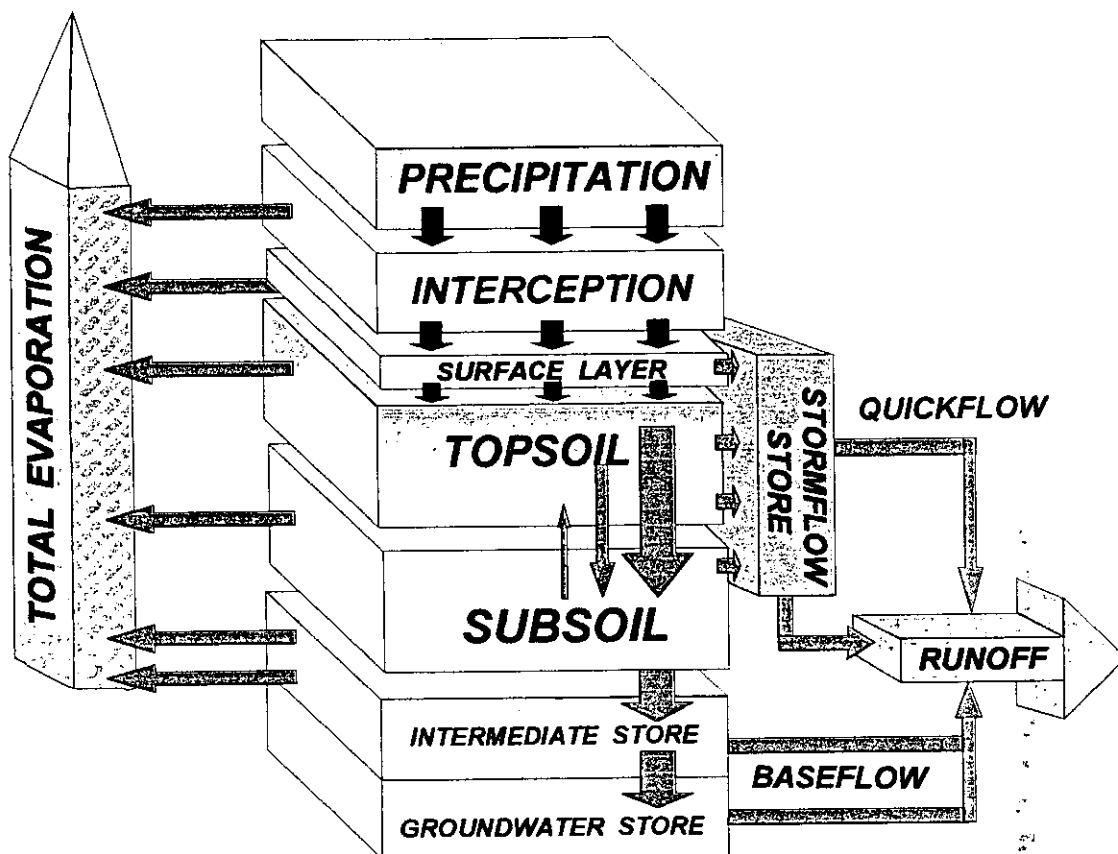 TOTAL EVAPORATION
PRECIPITATION
INTERCEPTION
SURFACE LAYER
TOPSOIL
SUBSOIL
INTERMEDIATE STORE
GROUNDWATER STORE
STORMFLOW
STORE
QUICKFLOW
RUNOFF
BASEFLOW